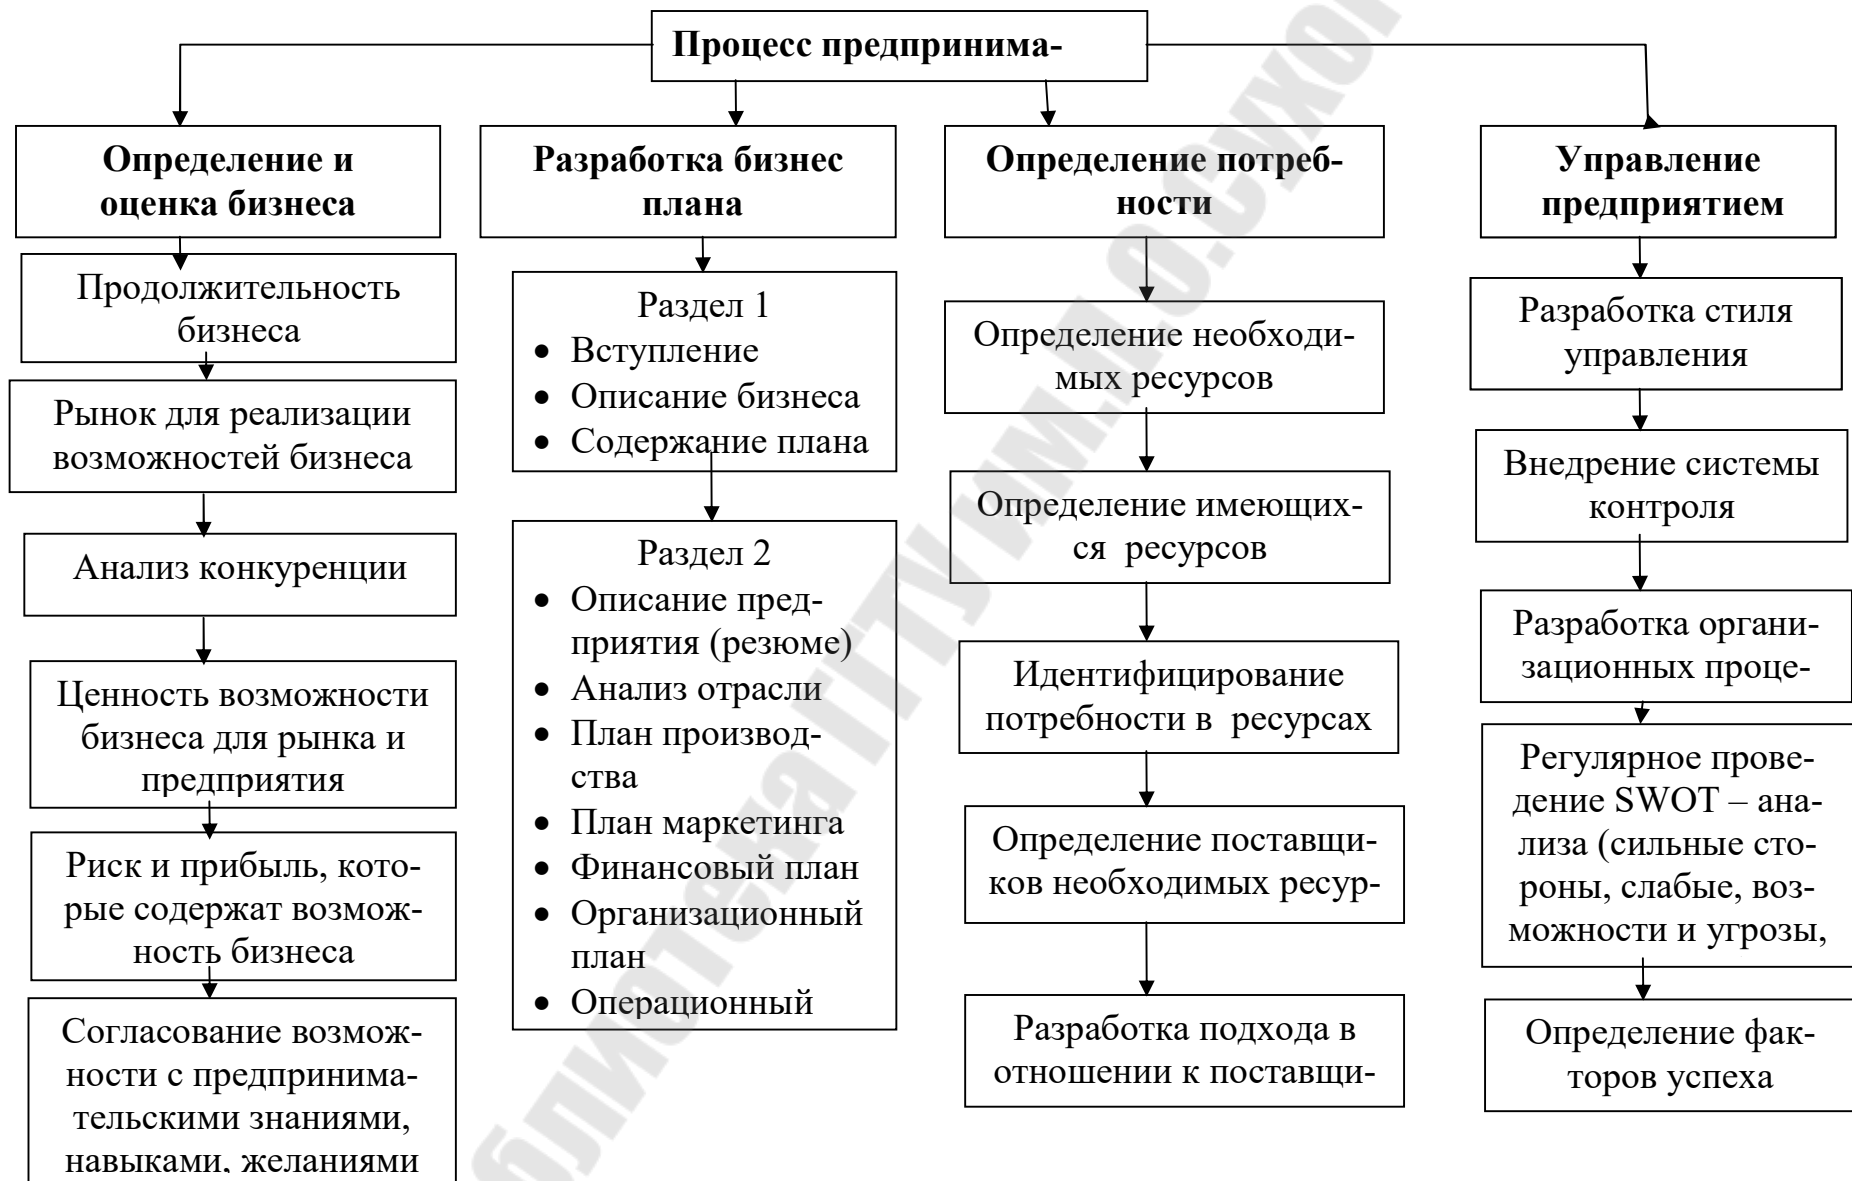 Процесс предпринима-
Определение и
оценка бизнеса
Продолжительность
бизнеса
Рынок для реализации
возможностей бизнеса
Анализ конкуренции
Ценность возможности
бизнеса для рынка и
предприятия
Риск и прибыль, кото-
рые содержат возмож-
ность бизнеса
Согласование возмож-
ности с предпринима-
тельскими знаниями,
навыками, желаниями
Разработка бизнес
плана
Раздел 1
• Вступление
• Описание бизнеса
• Содержание плана
Раздел 2
• Описание пред-
приятия (резюме)
• Анализ отрасли
• План производ-
ства
• План маркетинга
• Финансовый план
• Организационный
план
• Операционный
Определение потреб-
ности
Определение необходи-
мых ресурсов
Определение имеющих-
ся ресурсов
Идентифицирование
потребности в ресурсах
Определение поставщи-
ков необходимых ресур-
Разработка подхода в
отношении к поставщи-
Управление
предприятием
Разработка стиля
управления
Внедрение системы
контроля
Разработка органи-
зационных проце-
Регулярное прове-
дение SWOT – ана-
лиза (сильные сто-
роны, слабые, воз-
можности и угрозы,
Определение фак-
торов успеха
блиотека ГГТУ им.П.О.Сухо